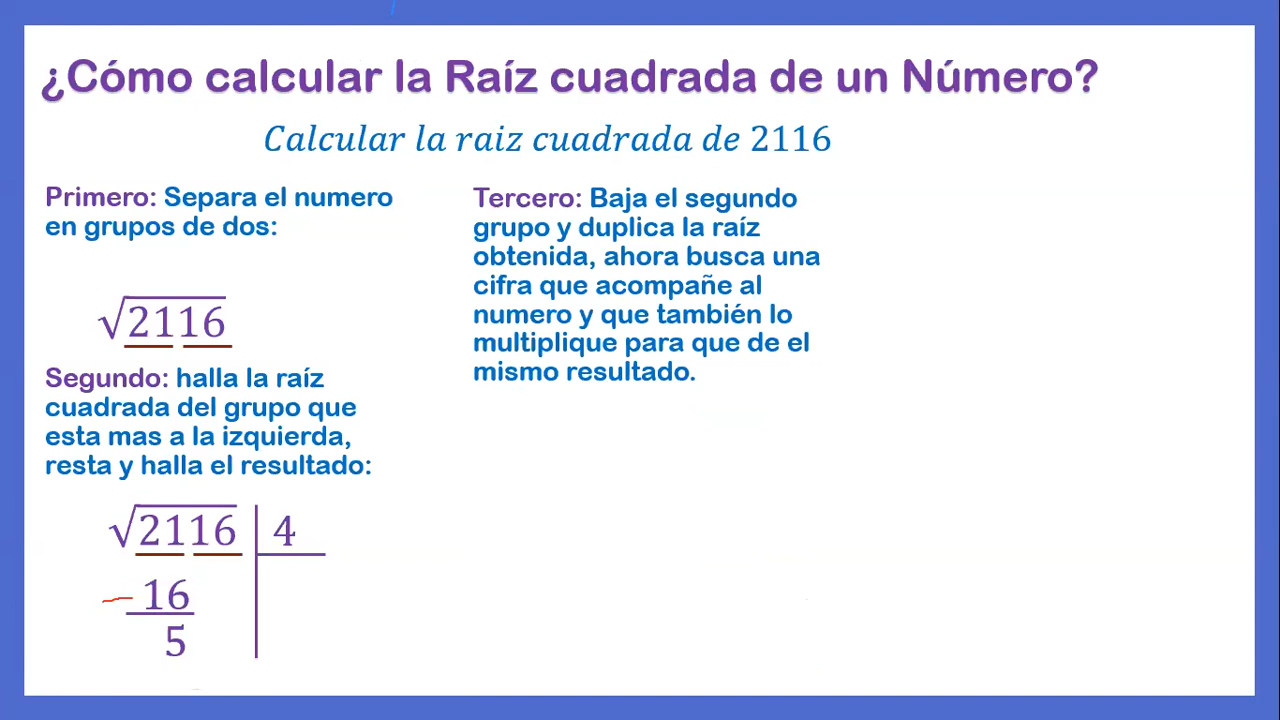 ¿Cómo calcular la Raíz cuadrada de un Número?
Calcular la raiz cuadrada de 2116
Primero: Separa el numero
en grupos de dos:
√2116
Segundo: halla la raíz
cuadrada del grupo que
esta mas a la izquierda,
resta y halla el resultado:
√2116 4
− 16
5
Tercero: Baja el segundo
grupo y duplica la raíz
obtenida, ahora busca una
cifra que acompañe al
numero y que también lo
multiplique para que de el
mismo resultado.